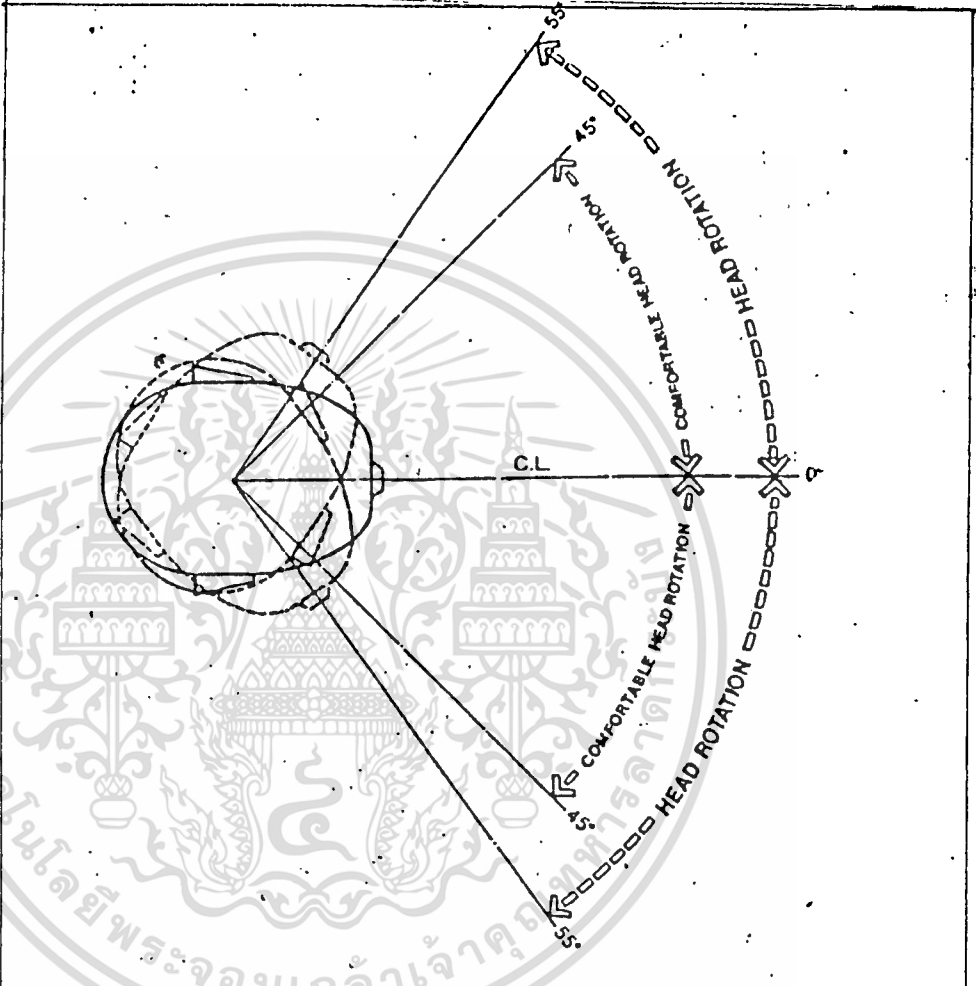 55°
45°
HEAD ROTATION
COMFORTABLE HEAD ROTATION
C.L.
COMFORTABLE HEAD ROTATION
HEAD ROTATION
45°
55°